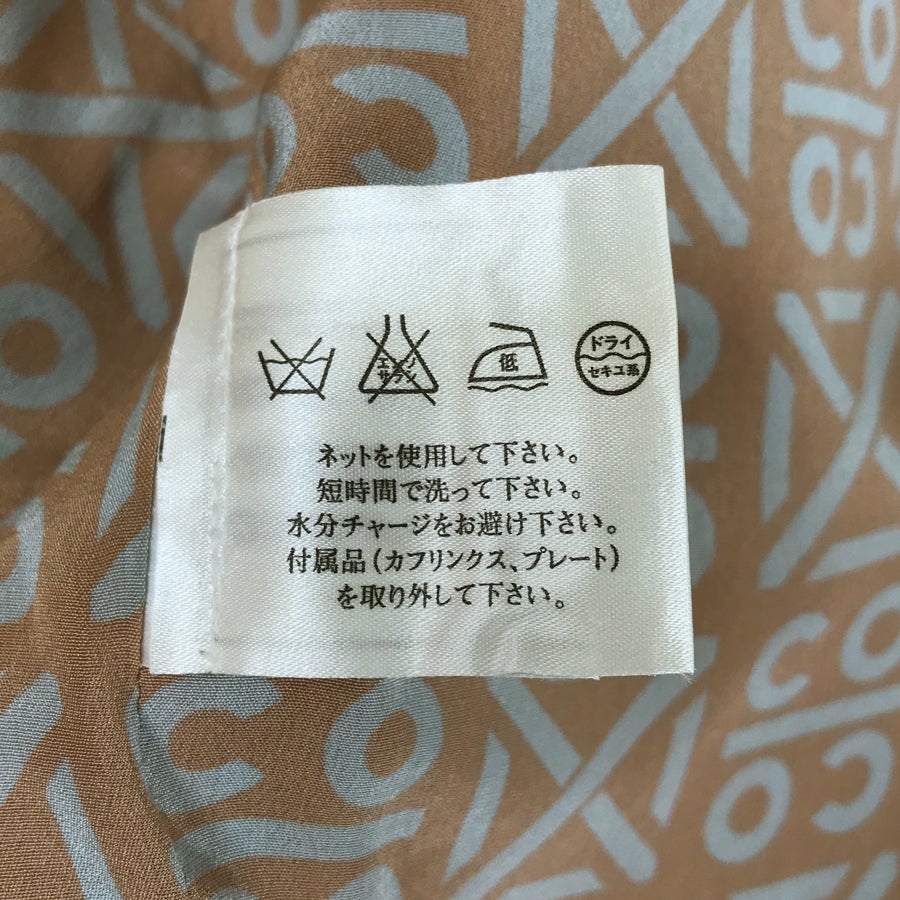 エンソ
サラシ
低
ドライ
セキユ系
ネットを使用して下さい。
短時間で洗って下さい。
水分チャージをお避け下さい。
付属品(カフリンクス、プレート)
を取り外して下さい。